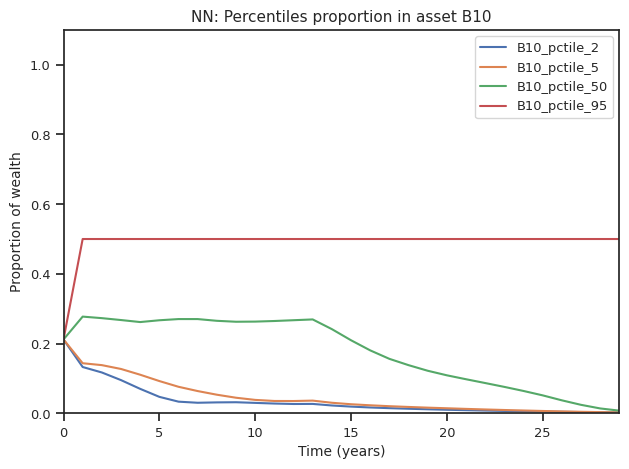 NN: Percentiles proportion in asset B10
B10_pctile_2
B10_pctile_5
B10_pctile_50
B10_pctile_95
Proportion of wealth
1.0
0.8
0.6
0.4
0.2
0.0
0 5 10 15 20 25
Time (years)